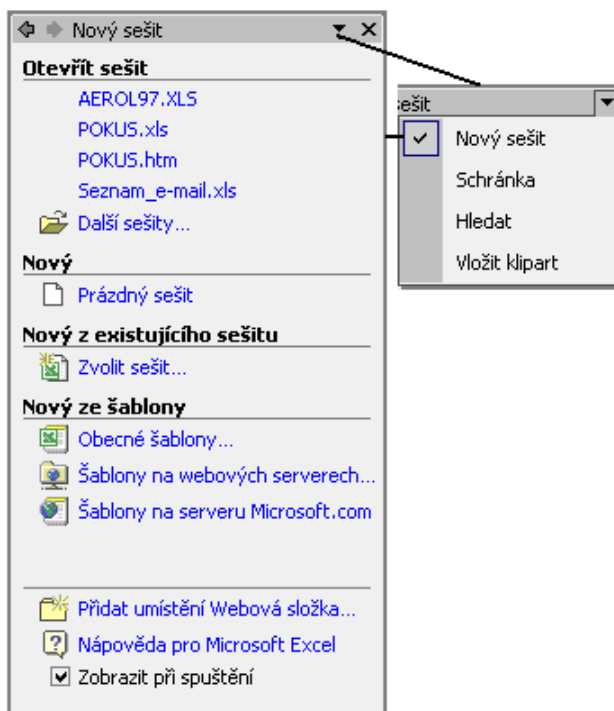 Nový sešit
Otevřít sešit
AEROL97.XLS
POKUS.xls
POKUS.htm
Seznam_e-mail.xls
Další sešity...
Nový
Prázdný sešit
Nový z existujícího sešitu
Zvolit sešit...
Nový ze šablony
Obecné šablony...
Šablony na webových serverech...
Šablony na serveru Microsoft.com
Přidat umístění Webová složka...
Nápověda pro Microsoft Excel
Zobrazit při spuštění
sešit
Nový sešit
Schránka
Hledat
Vložit klipart